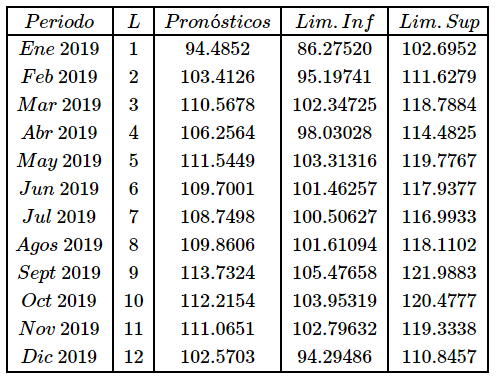 Periodo L Pronósticos Lim. Inf Lim. Sup
Ene 2019 1 94.4852 86.27520 102.6952
Feb 2019 2 103.4126 95.19741 111.6279
Mar 2019 3 110.5678 102.34725 118.7884
Abr 2019 4 106.2564 98.03028 114.4825
May 2019 5 111.5449 103.31316 119.7767
Jun 2019 6 109.7001 101.46257 117.9377
Jul 2019 7 108.7498 100.50627 116.9933
Agos 2019 8 109.8606 101.61094 118.1102
Sept 2019 9 113.7324 105.47658 121.9883
Oct 2019 10 112.2154 103.95319 120.4777
Nov 2019 11 111.0651 102.79632 119.3338
Dic 2019 12 102.5703 94.29486 110.8457